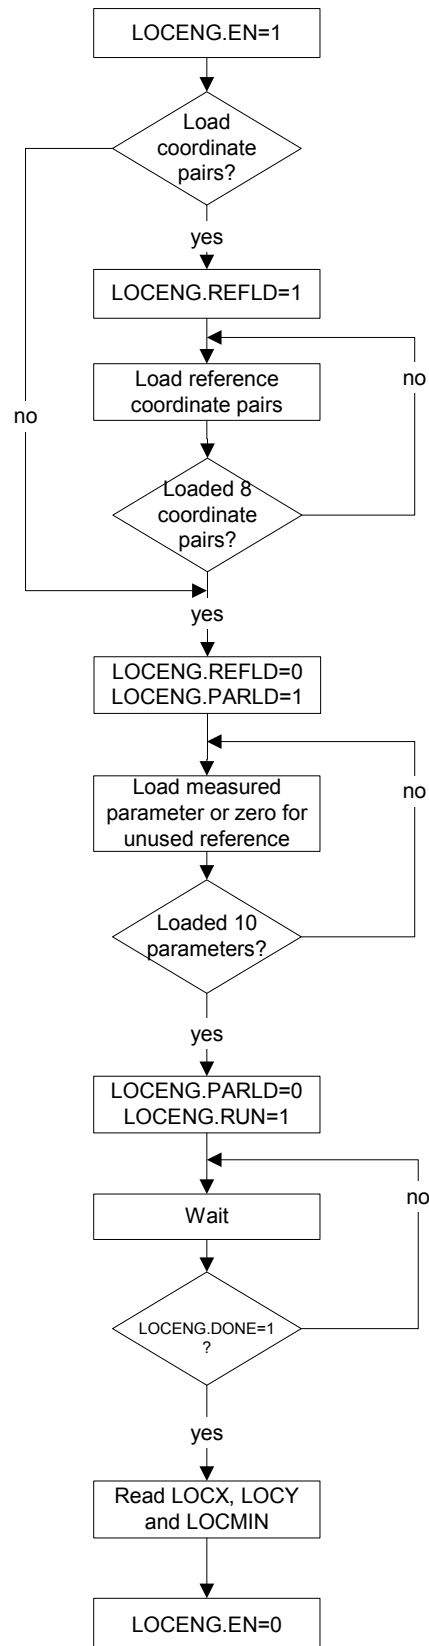 LOCENG.EN=1
Load
coordinate
pairs?
yes
LOCENG.REFLD=1
Load reference
coordinate pairs
no
no
Loaded 8
coordinate
pairs?
yes
LOCENG.REFLD=0
LOCENG.PARLD=1
Load measured
parameter or zero for
unused reference
no
Loaded 10
parameters?
yes
LOCENG.PARLD=0
LOCENG.RUN=1
no
Wait
LOCENG.DONE=1
?
yes
Read LOCX, LOCY
and LOCMIN
LOCENG.EN=0